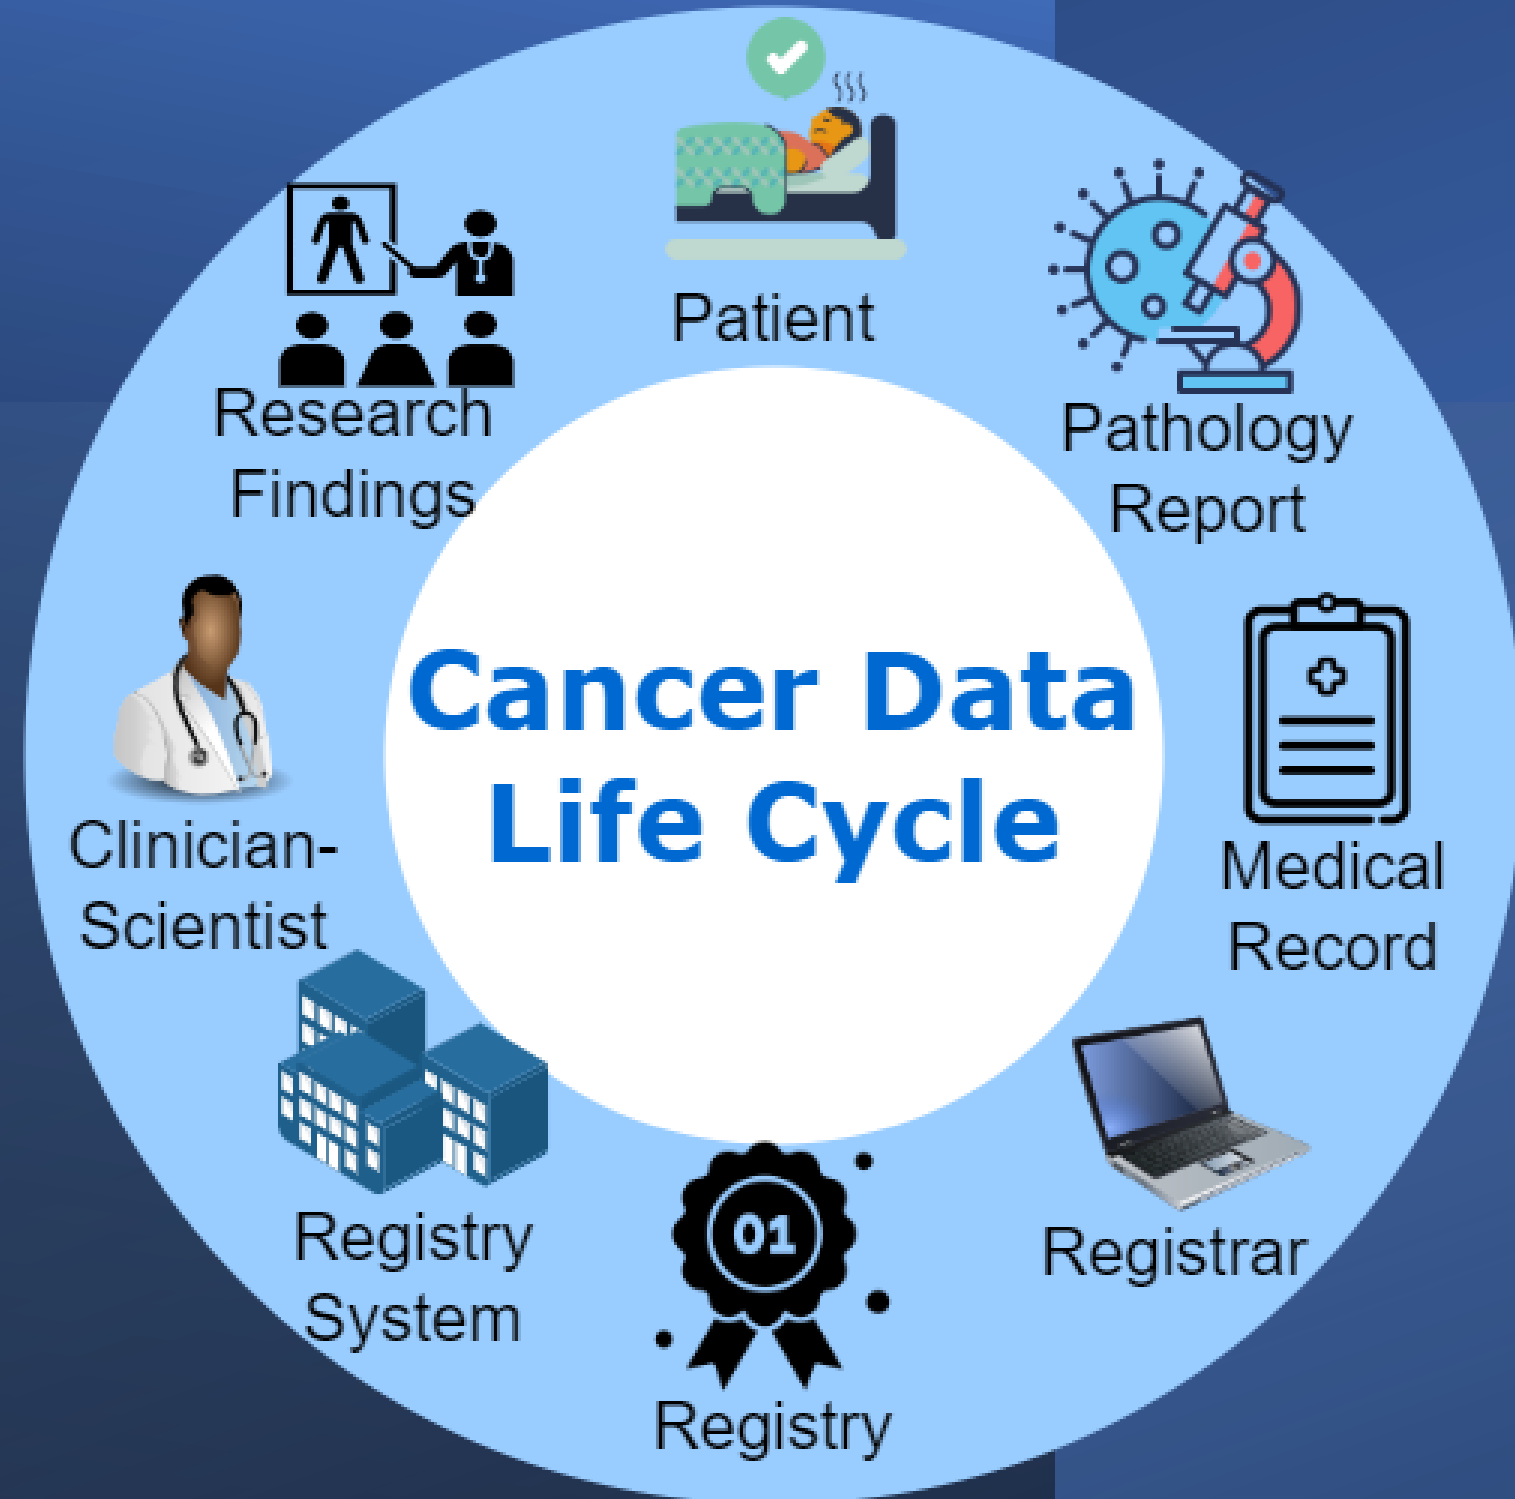 Patient
Pathology
Report
Medical
Record
Registrar
01
Registry
Registry
System
Clinician-
Scientist
Research
Findings
Cancer Data
Life Cycle